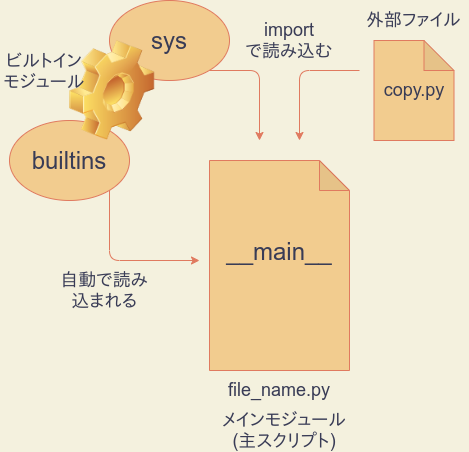 sys
import
で読み込む
外部ファイル
copy.py
ビルトイン
モジュール
builtins
__main__
自動で読み
込まれる
file_name.py
メインモジュール
(主スクリプト)